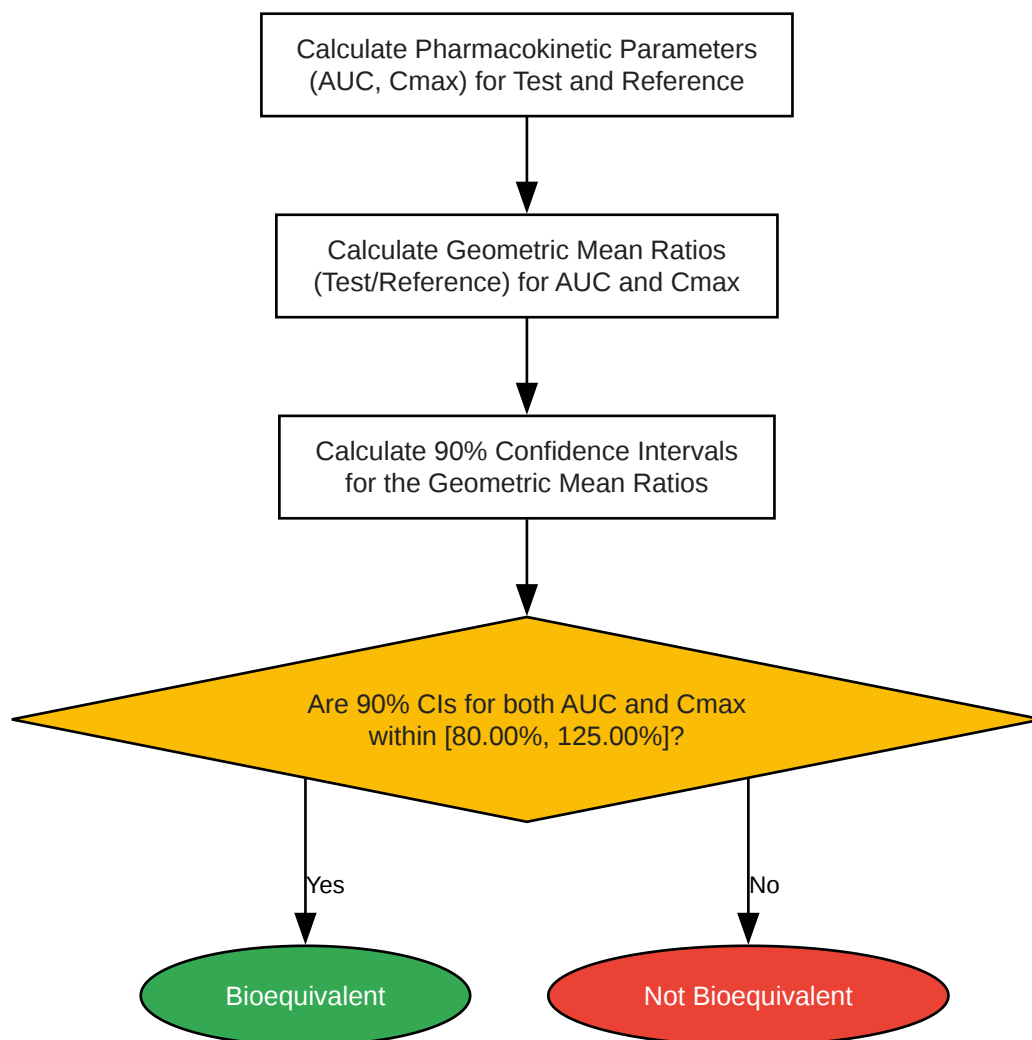 Calculate Pharmacokinetic Parameters
(AUC, Cmax) for Test and Reference
Calculate Geometric Mean Ratios
(Test/Reference) for AUC and Cmax
Calculate 90% Confidence Intervals
for the Geometric Mean Ratios
Are 90% CIs for both AUC and Cmax
within [80.00%, 125.00%]?
Yes
No
Bioequivalent
Not Bioequivalent